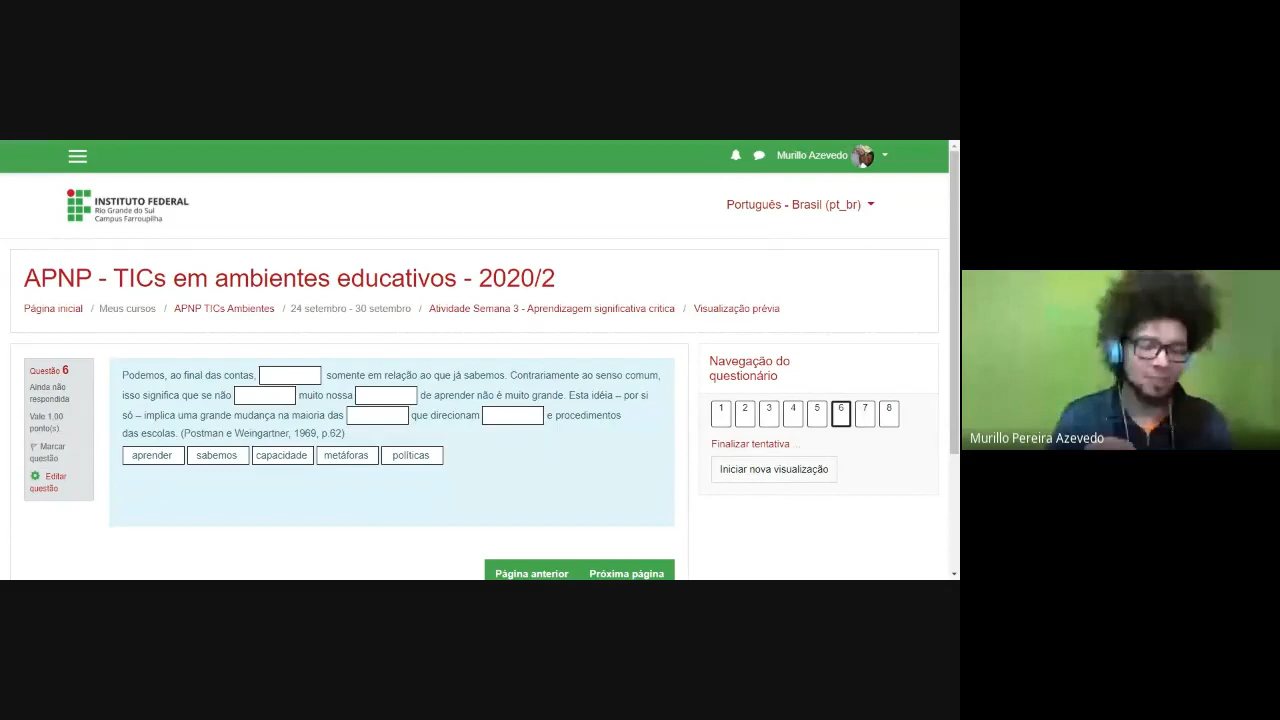 Murillo Azevedo
INSTITUTO FEDERAL
Rio Grande do Sul
Campus Farroupilha
Português - Brasil (pt_br)
APNP - TICs em ambientes educativos - 2020/2
Página inicial / Meus cursos / APNP TICs Ambientes / 24 setembro - 30 setembro / Atividade Semana 3 - Aprendizagem significativa critica / Visualização prévia
Questão 6
Ainda não
respondida
Vale 1,00
ponto(s).
Marcar
questão
Editar
questão
Podemos, ao final das contas, somente em relação ao que já sabemos. Contrariamente ao senso comum,
isso significa que se não muito nossa de aprender não é muito grande. Esta idéia – por si
só – implica uma grande mudança na maioria das que direcionam e procedimentos
das escolas. (Postman e Weingartner, 1969, p.62)
aprender sabemos capacidade metáforas políticas
Página anterior Próxima página
Navegação do
questionário
1 2 3 4 5 6 7 8
Finalizar tentativa ...
Iniciar nova visualização
Murillo Pereira Azevedo